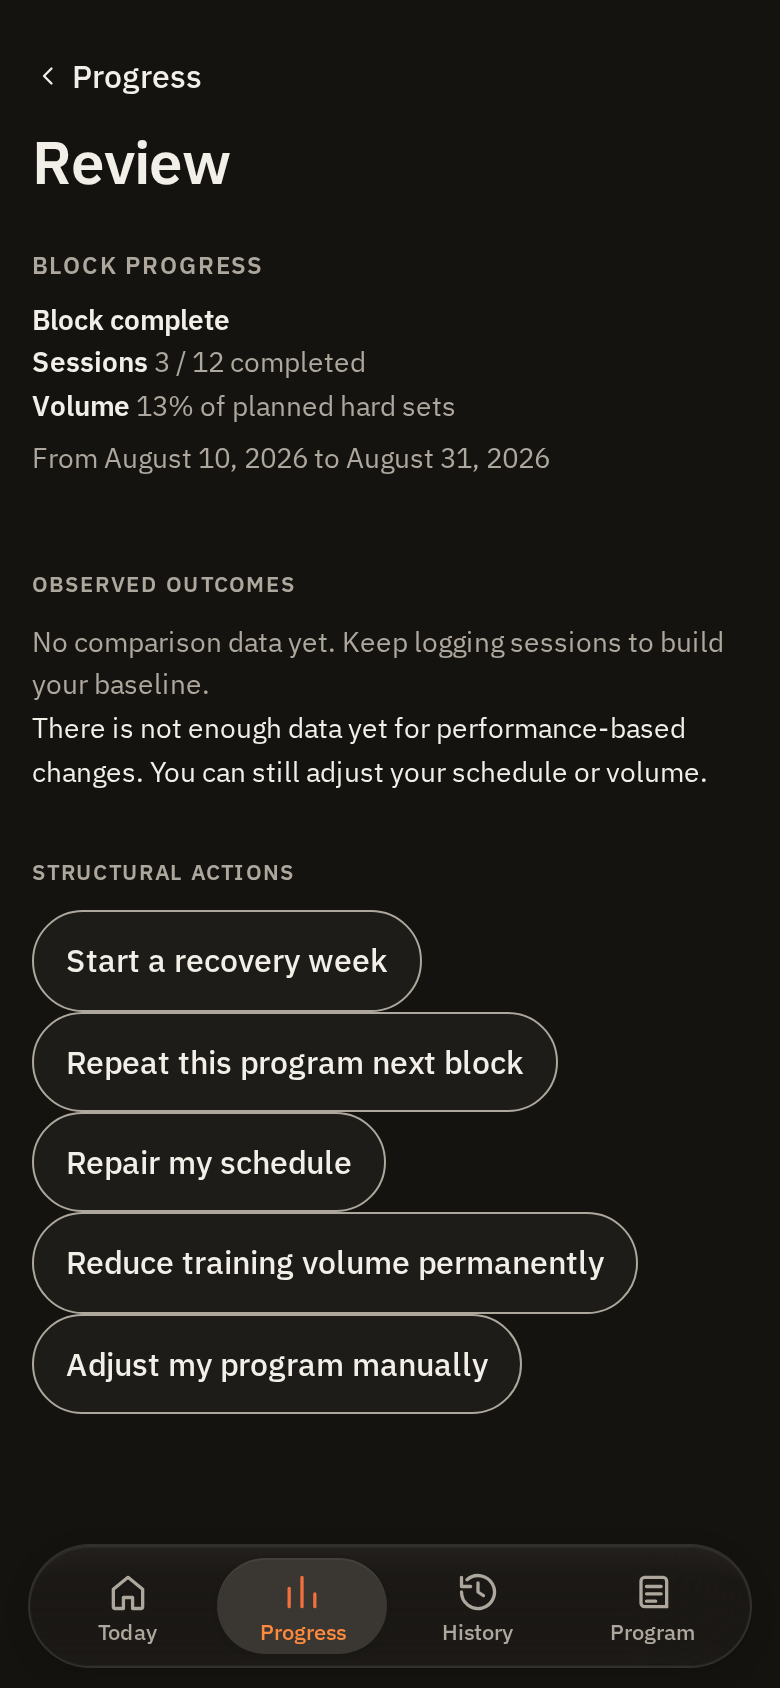 Progress
Review
BLOCK PROGRESS
Block complete
Sessions 3 / 12 completed
Volume 13% of planned hard sets
From August 10, 2026 to August 31, 2026
OBSERVED OUTCOMES
No comparison data yet. Keep logging sessions to build
your baseline.
There is not enough data yet for performance-based
changes. You can still adjust your schedule or volume.
STRUCTURAL ACTIONS
Start a recovery week
Repeat this program next block
Repair my schedule
Reduce training volume permanently
Adjust my program manually
Today
Progress
History
Program